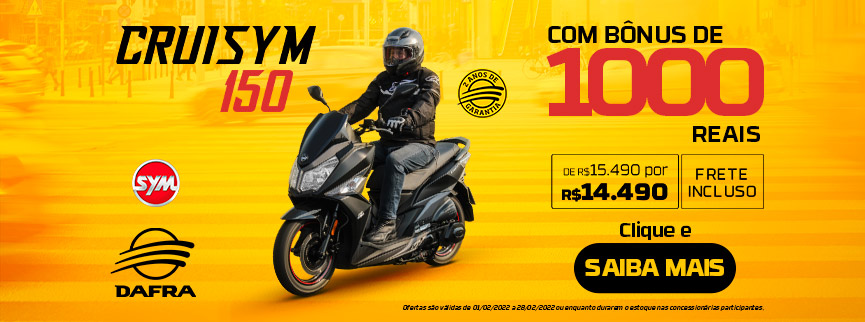 CRUISYM
150
SYM
DAFRA
2 ANOS DE
GARANTIA
COM BÔNUS DE
1000
REAIS
DE R$15.490 por
R$14.490
FRETE
INCLUSO
Clique e
SAIBA MAIS
Ofertas são válidas de 01/02/2022 a 28/02/2022 ou enquanto durarem o estoque nas concessionárias participantes.